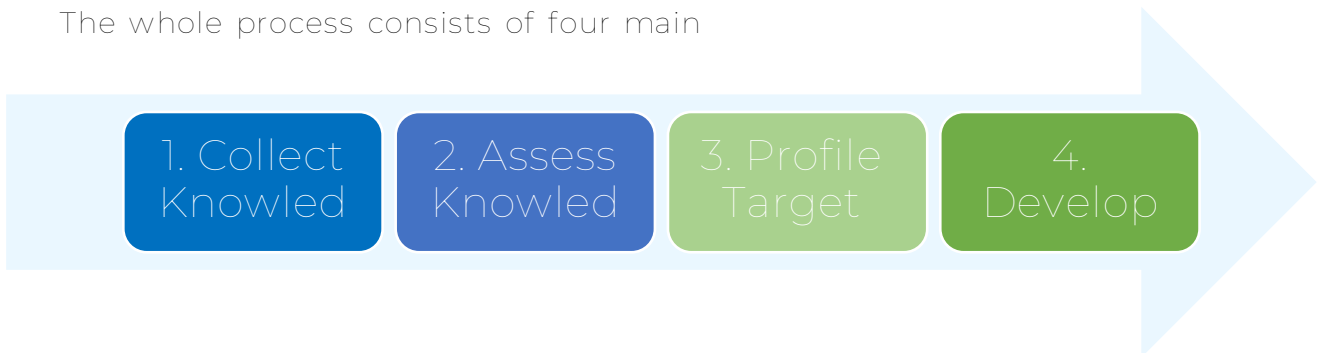 The whole process consists of four main
1. Collect
Knowled
2. Assess
Knowled
3. Profile
Target
4.
Develop